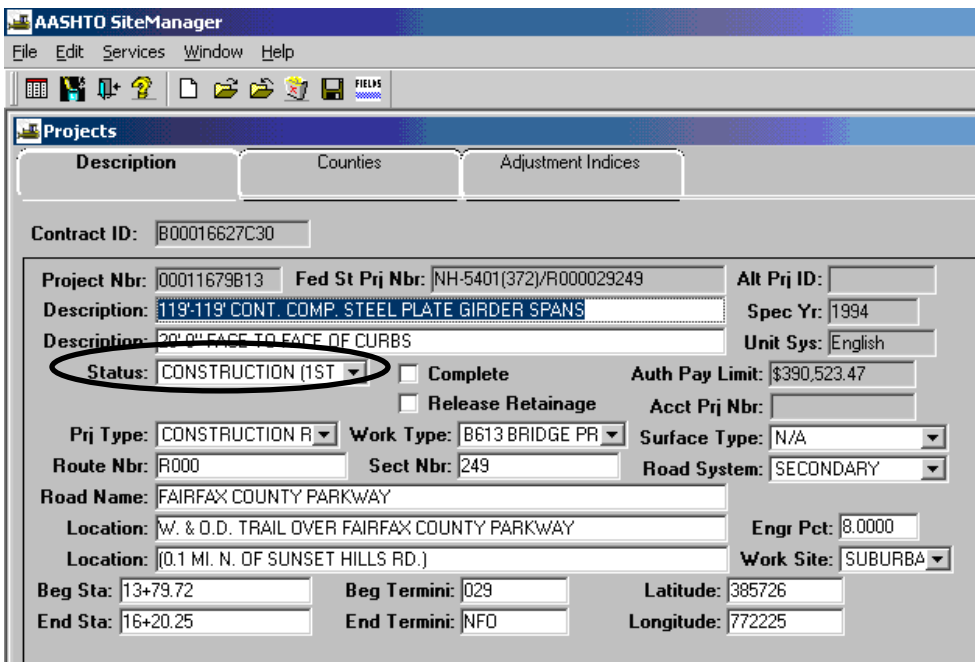 AASHTO SiteManager
File Edit Services Window Help
FIELDS
Projects
Description Counties Adjustment Indices
Contract ID: B00016627C30
Project Nbr: 00011679B13 Fed St Prj Nbr: NH-5401(372)/R000029249 Alt Prj ID:
Description: 119'-119' CONT. COMP. STEEL PLATE GIRDER SPANS Spec Yr: 1994
Description: 20' 0" FACE TO FACE OF CURBS Unit Sys: English
Status: CONSTRUCTION (1ST Complete Auth Pay Limit: $390,523.47
Release Retainage Acct Prj Nbr:
Prj Type: CONSTRUCTION R Work Type: B613 BRIDGE PR Surface Type: N/A
Route Nbr: R000 Sect Nbr: 249 Road System: SECONDARY
Road Name: FAIRFAX COUNTY PARKWAY
Location: W. & O.D. TRAIL OVER FAIRFAX COUNTY PARKWAY Engr Pct: 8.0000
Location: (0.1 MI. N. OF SUNSET HILLS RD.) Work Site: SUBURBA
Beg Sta: 13+79.72 Beg Termini: 029 Latitude: 385726
End Sta: 16+20.25 End Termini: NFO Longitude: 772225